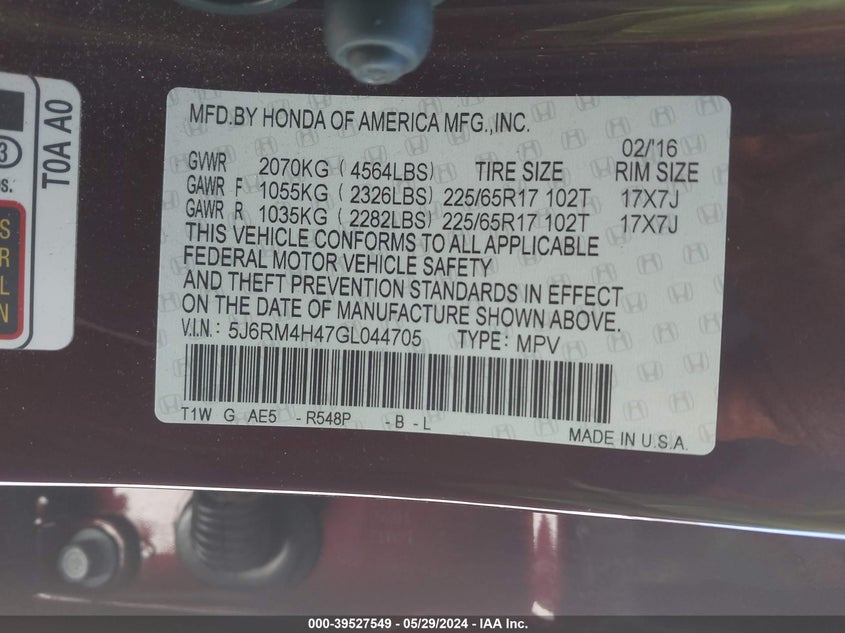 MFD.BY HONDA OF AMERICA MFG.,INC.
02/'16
GVWR 2070KG ( 4564LBS) TIRE SIZE RIM SIZE
GAWR F 1055KG ( 2326LBS) 225/65R17 102T 17X7J
GAWR R 1035KG ( 2282LBS) 225/65R17 102T 17X7J
THIS VEHICLE CONFORMS TO ALL APPLICABLE
FEDERAL MOTOR VEHICLE SAFETY
AND THEFT PREVENTION STANDARDS IN EFFECT
ON THE DATE OF MANUFACTURE SHOWN ABOVE.
V.I.N.: 5J6RM4H47GL044705 TYPE: MPV
T1W G AE5 -R548P -B -L
MADE IN U.S.A.
T0A A0
3
S
R
L
N
000-39527549 - 05/29/2024 - IAA Inc.